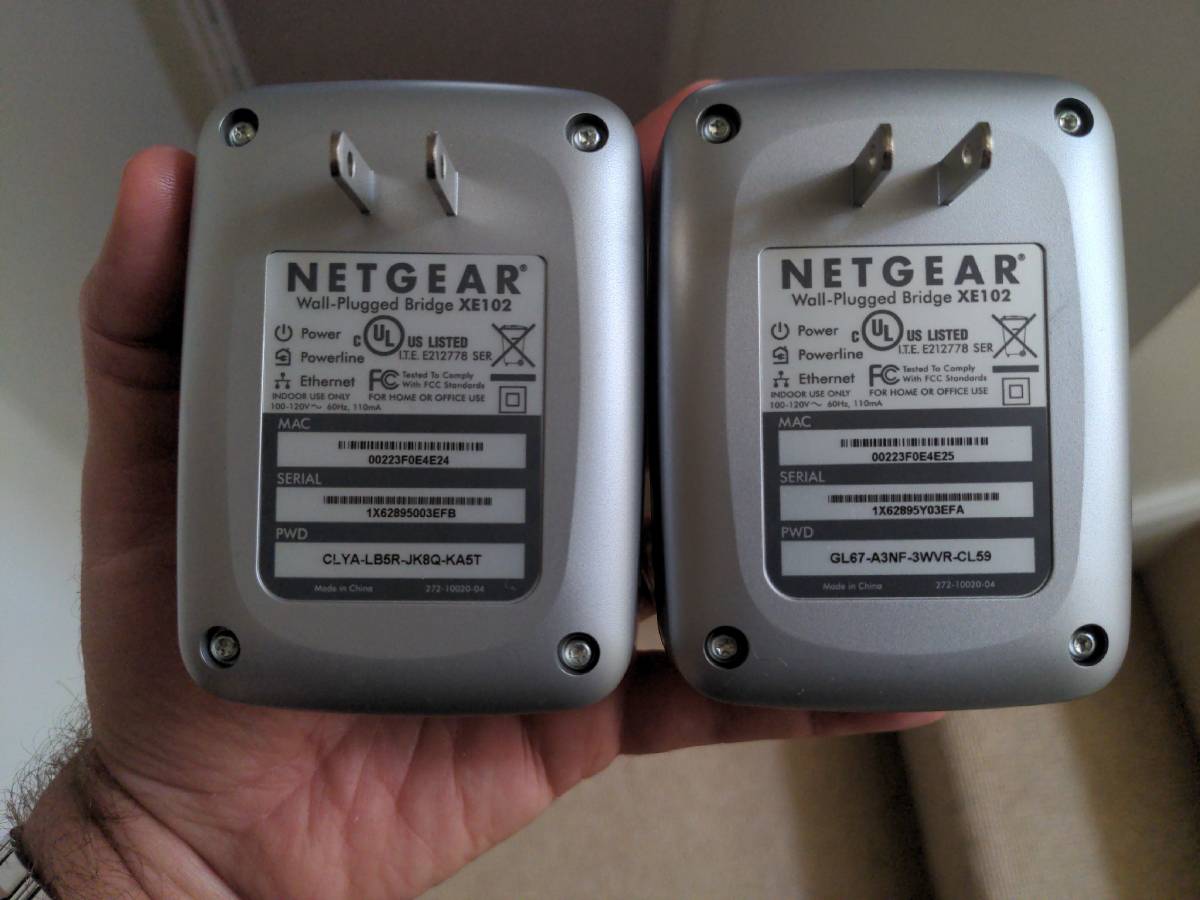 NETGEAR®
Wall-Plugged Bridge XE102
Power
Powerline
Ethernet
C UL US LISTED
I.T.E. E212778 SER
FC Tested To Comply
With FCC Standards
FOR HOME OR OFFICE USE
INDOOR USE ONLY
100-120V~ 60Hz, 110mA
MAC
00223F0E4E24
SERIAL
1X62895003EFB
PWD
CLYA-LB5R-JK8Q-KA5T
Made in China 272-10020-04
NETGEAR®
Wall-Plugged Bridge XE102
Power
Powerline
Ethernet
C UL US LISTED
I.T.E. E212778 SER
FC Tested To Comply
With FCC Standards
FOR HOME OR OFFICE USE
INDOOR USE ONLY
100-120V~ 60Hz, 110mA
MAC
00223F0E4E25
SERIAL
1X62895Y03EFA
PWD
GL67-A3NF-3WVR-CL59
Made in China 272-10020-04